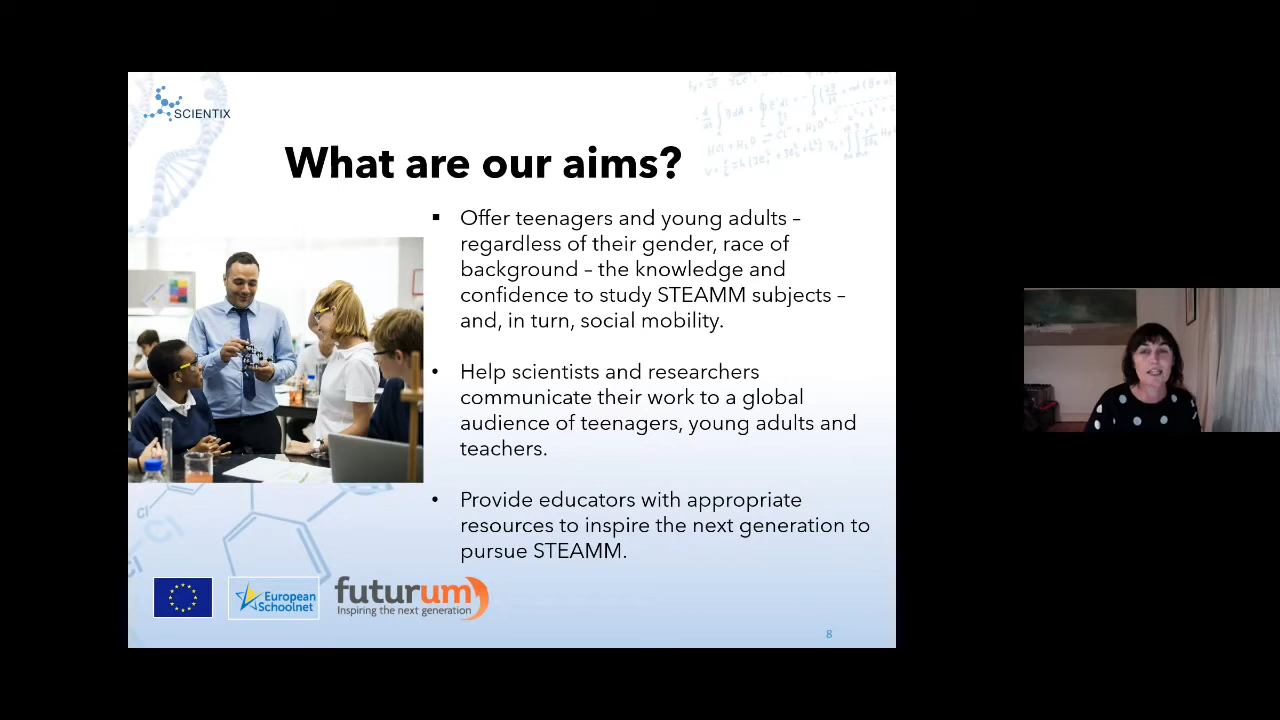 SCIENTIX
What are our aims?
▪ Offer teenagers and young adults –
regardless of their gender, race of
background – the knowledge and
confidence to study STEAMM subjects –
and, in turn, social mobility.
• Help scientists and researchers
communicate their work to a global
audience of teenagers, young adults and
teachers.
• Provide educators with appropriate
resources to inspire the next generation to
pursue STEAMM.
Cl
Cl
European
Schoolnet
futurum
Inspiring the next generation
8